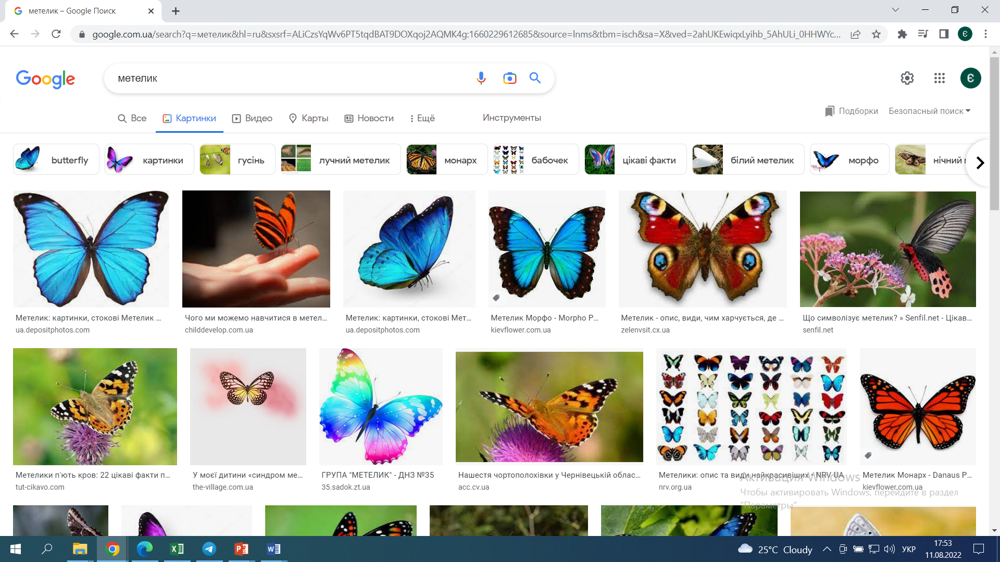 метелик – Google Поиск
google.com.ua/search?q=метелик&hl=ru&sxsrf=ALiCzsYqWv6PT5tqdBAT9DOXqoj2AQMK4g:1660229612685&source=lnms&tbm=isch&sa=X&ved=2ahUKEwiqxLyihb_5AhULi_0HHWYc...
Є
Google
метелик
Є
Все
Картинки
Видео
Карты
Новости
Ещё
Инструменты
Подборки
Безопасный поиск
butterfly
картинки
гусінь
лучний метелик
монарх
бабочек
цікаві факти
білий метелик
морфо
нічний
Метелик: картинки, стокові Метелик ...
ua.depositphotos.com
Чого ми можемо навчитися в метел...
childdevelop.com.ua
Метелик: картинки, стокові Мет...
ua.depositphotos.com
Метелик Морфо - Morpho P...
kievflower.com.ua
Метелик - опис, види, чим харчується, де ...
zelenvsit.cx.ua
Що символізує метелик? » Senfil.net - Цікав...
senfil.net
Метелики п'ють кров: 22 цікаві факти п...
tut-cikavo.com
У моєї дитини «синдром ме...
the-village.com.ua
ГРУПА "МЕТЕЛИК" - ДНЗ №35
35.sadok.zt.ua
Нашестя чортополохівки у Чернівецькій облас...
acc.cv.ua
Метелики: опис та види найкрасивіших • NRV UA
nrv.org.ua
Метелик Монарх - Danaus P...
kievflower.com.ua
Активация Windows
Чтобы активировать Windows, перейдите в раздел
"Параметры".
25°C Cloudy
УКР
17:53
11.08.2022